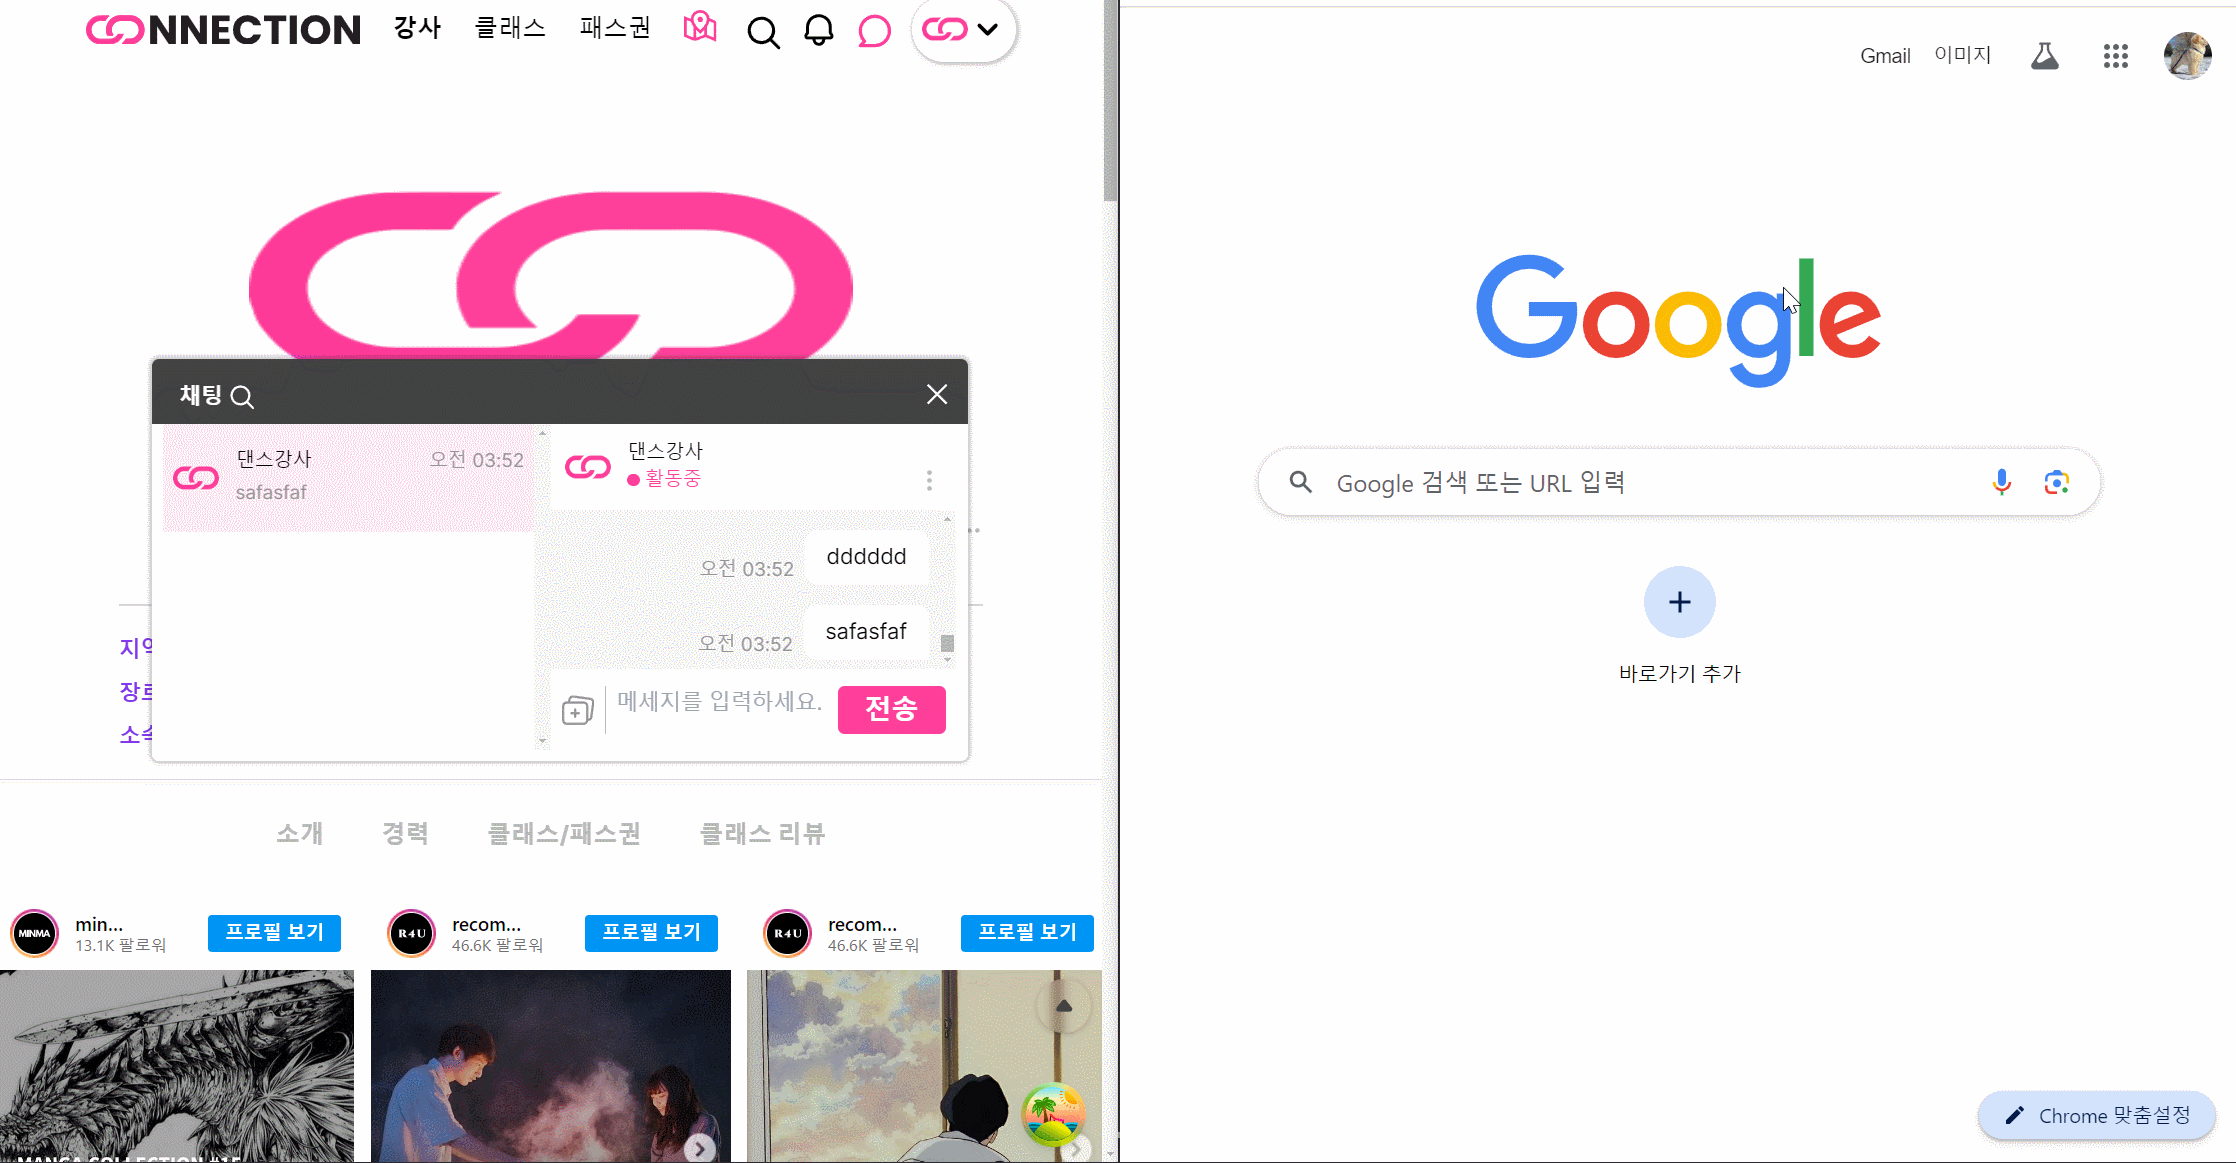 CONNECTION 강사 클래스 패스권
채팅
댄스강사 오전 03:52
safasfaf
댄스강사
활동중
오전 03:52 dddddd
오전 03:52 safasfaf
메세지를 입력하세요. 전송
소개 경력 클래스/패스권 클래스 리뷰
min...
13.1K 팔로워
프로필 보기
recom...
46.6K 팔로워
프로필 보기
recom...
46.6K 팔로워
프로필 보기
MINMA
R4U
R4U
Gmail 이미지
Google
Google 검색 또는 URL 입력
바로가기 추가
Chrome 맞춤설정